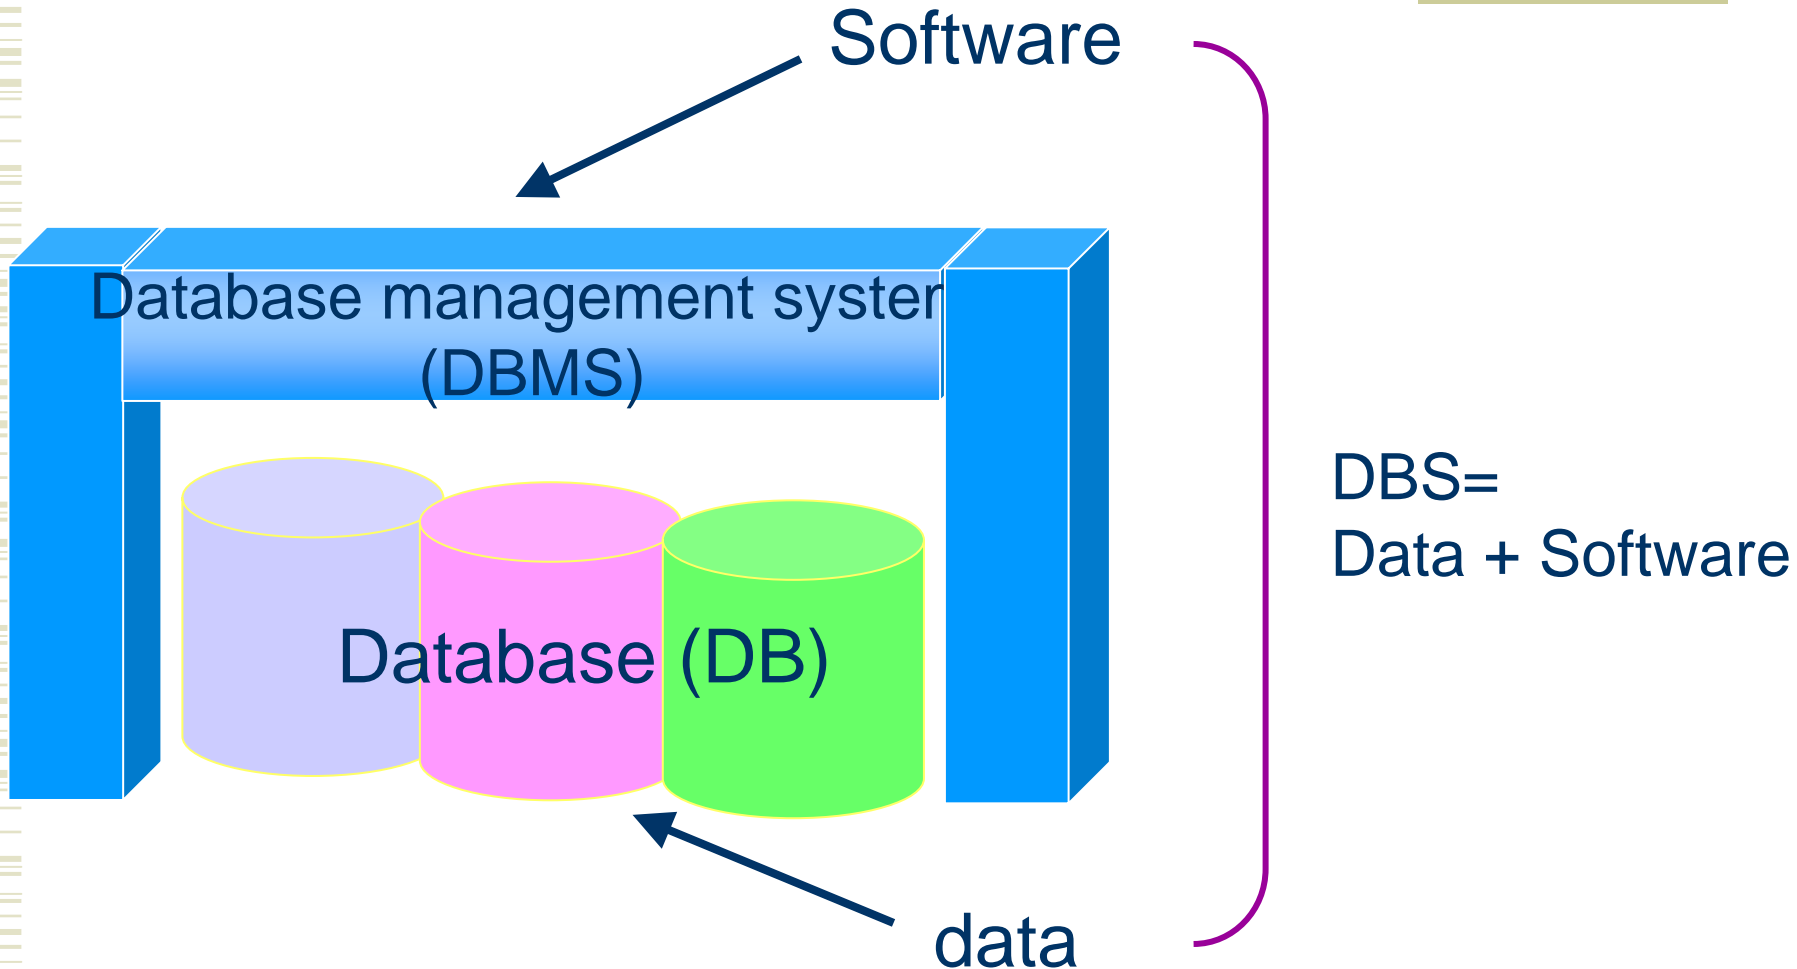 Software
Database management syster
(DBMS)
DBS=
Data + Software
Database (DB)
data